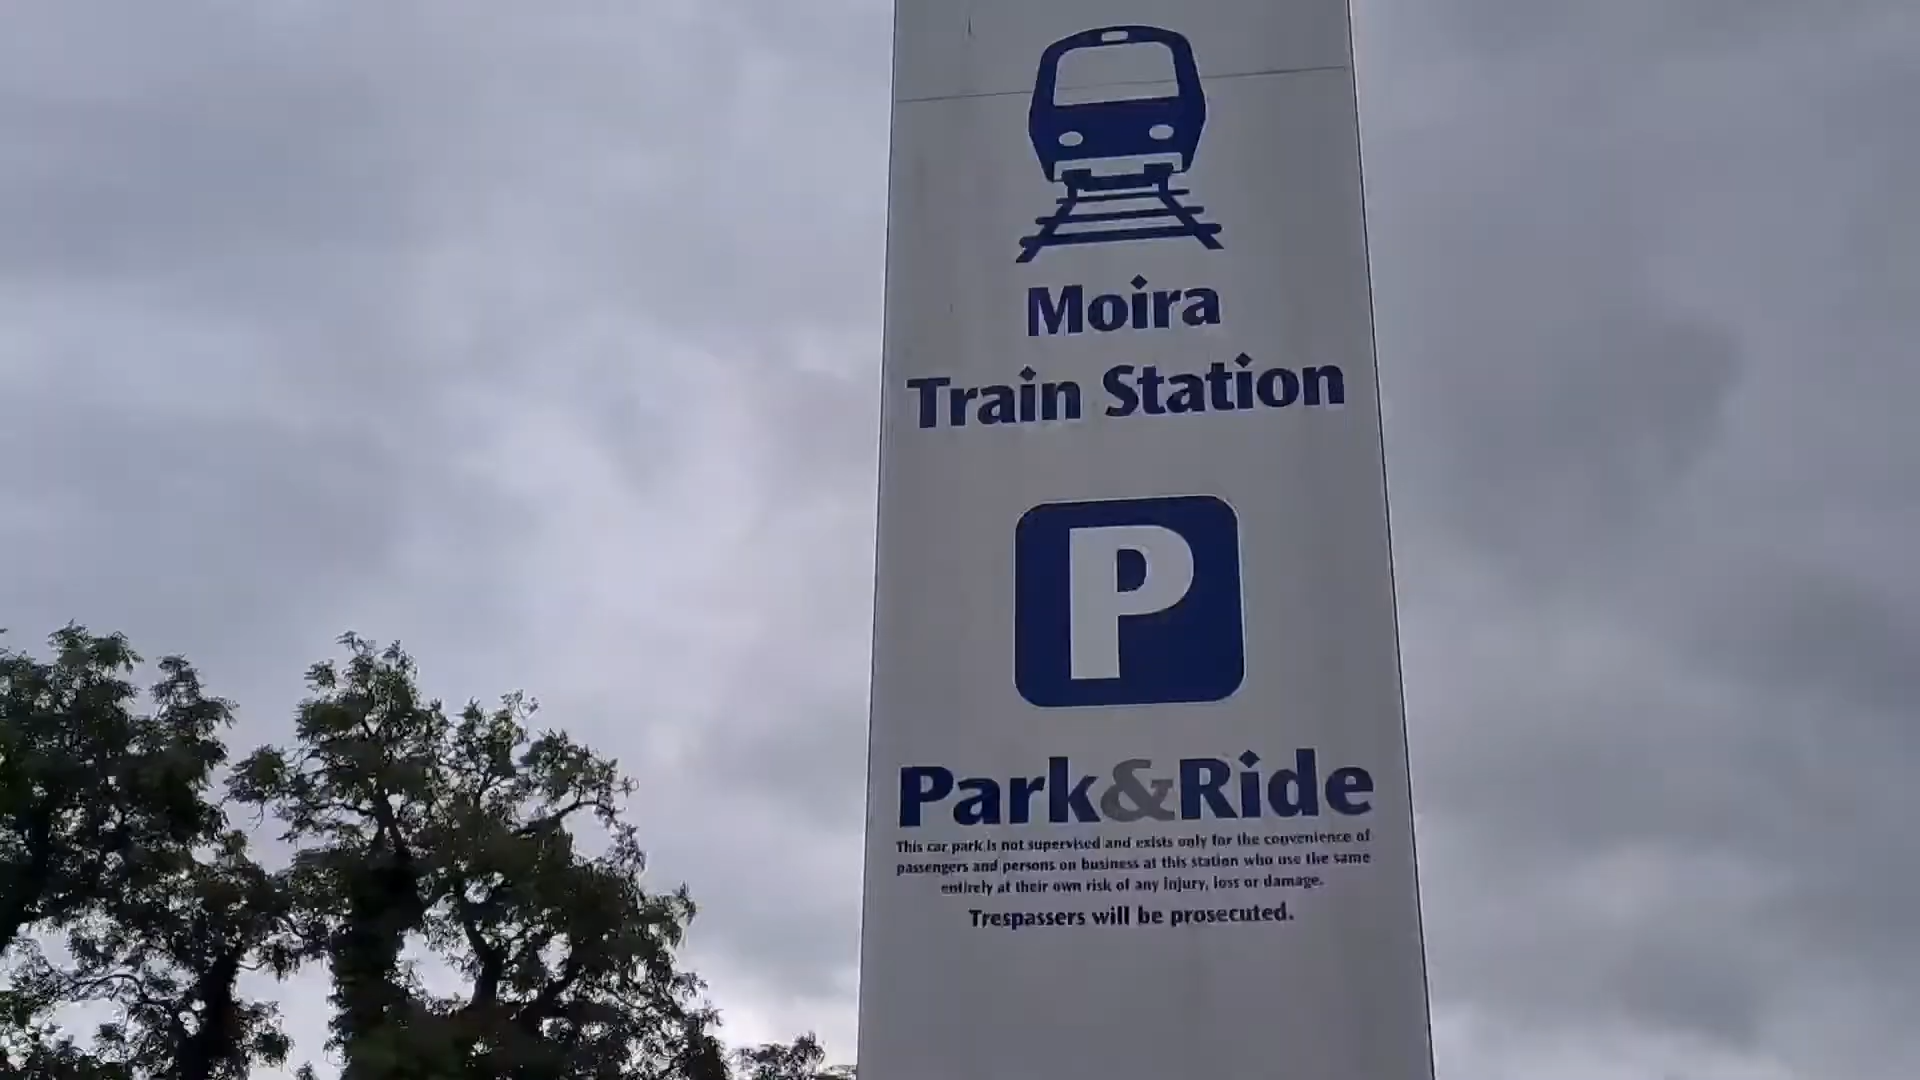 Moira
Train Station
P
Park&Ride
This car park is not supervised and exists only for the convenience of
passengers and persons on business at this station who use the same
entirely at their own risk of any injury, loss or damage.
Trespassers will be prosecuted.